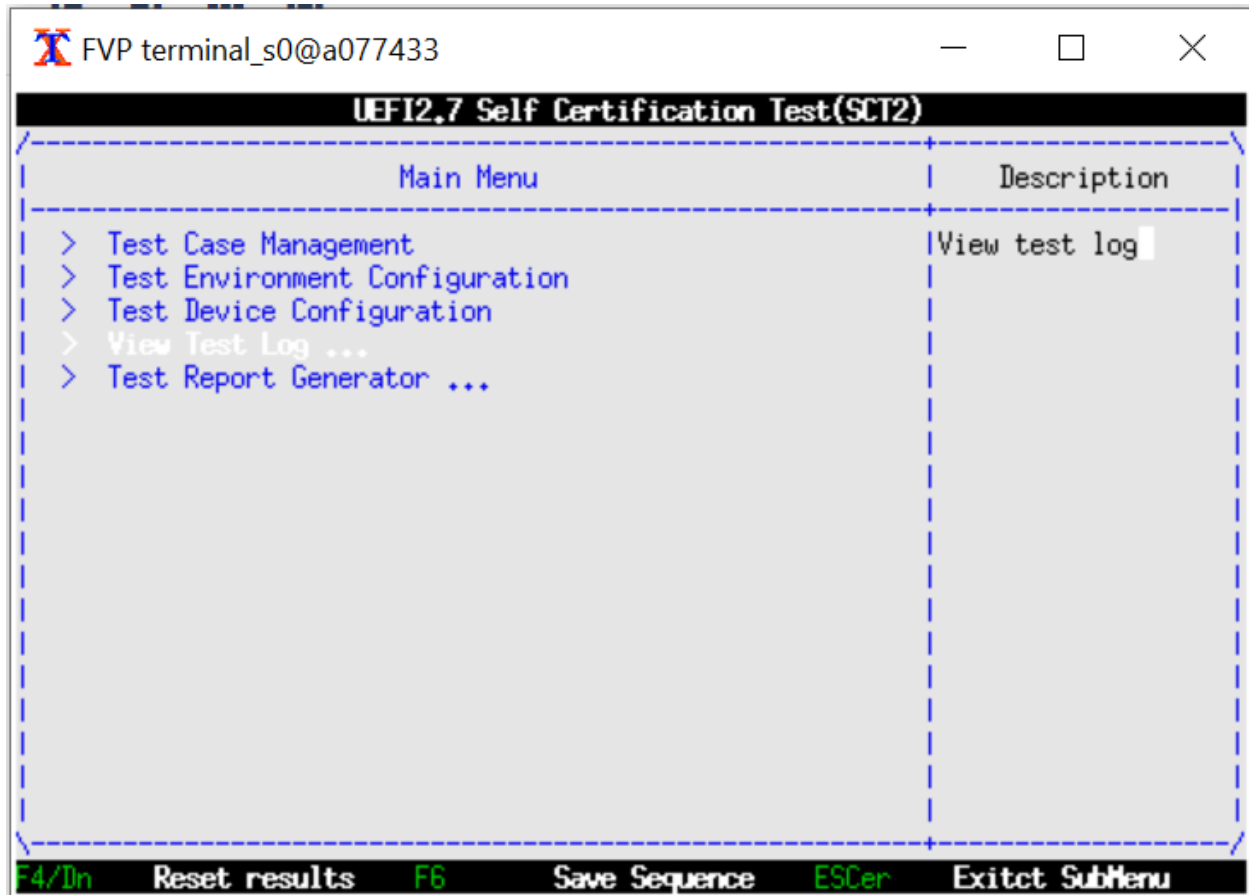 FVP terminal_s0@a077433
UEFI2.7 Self Certification Test(SCT2)
Main Menu
Description
> Test Case Management
View test log
> Test Environment Configuration
> Test Device Configuration
> View Test Log ...
> Test Report Generator ...
F4/Dn Reset results F6 Save Sequence ESCer Exitct SubMenu